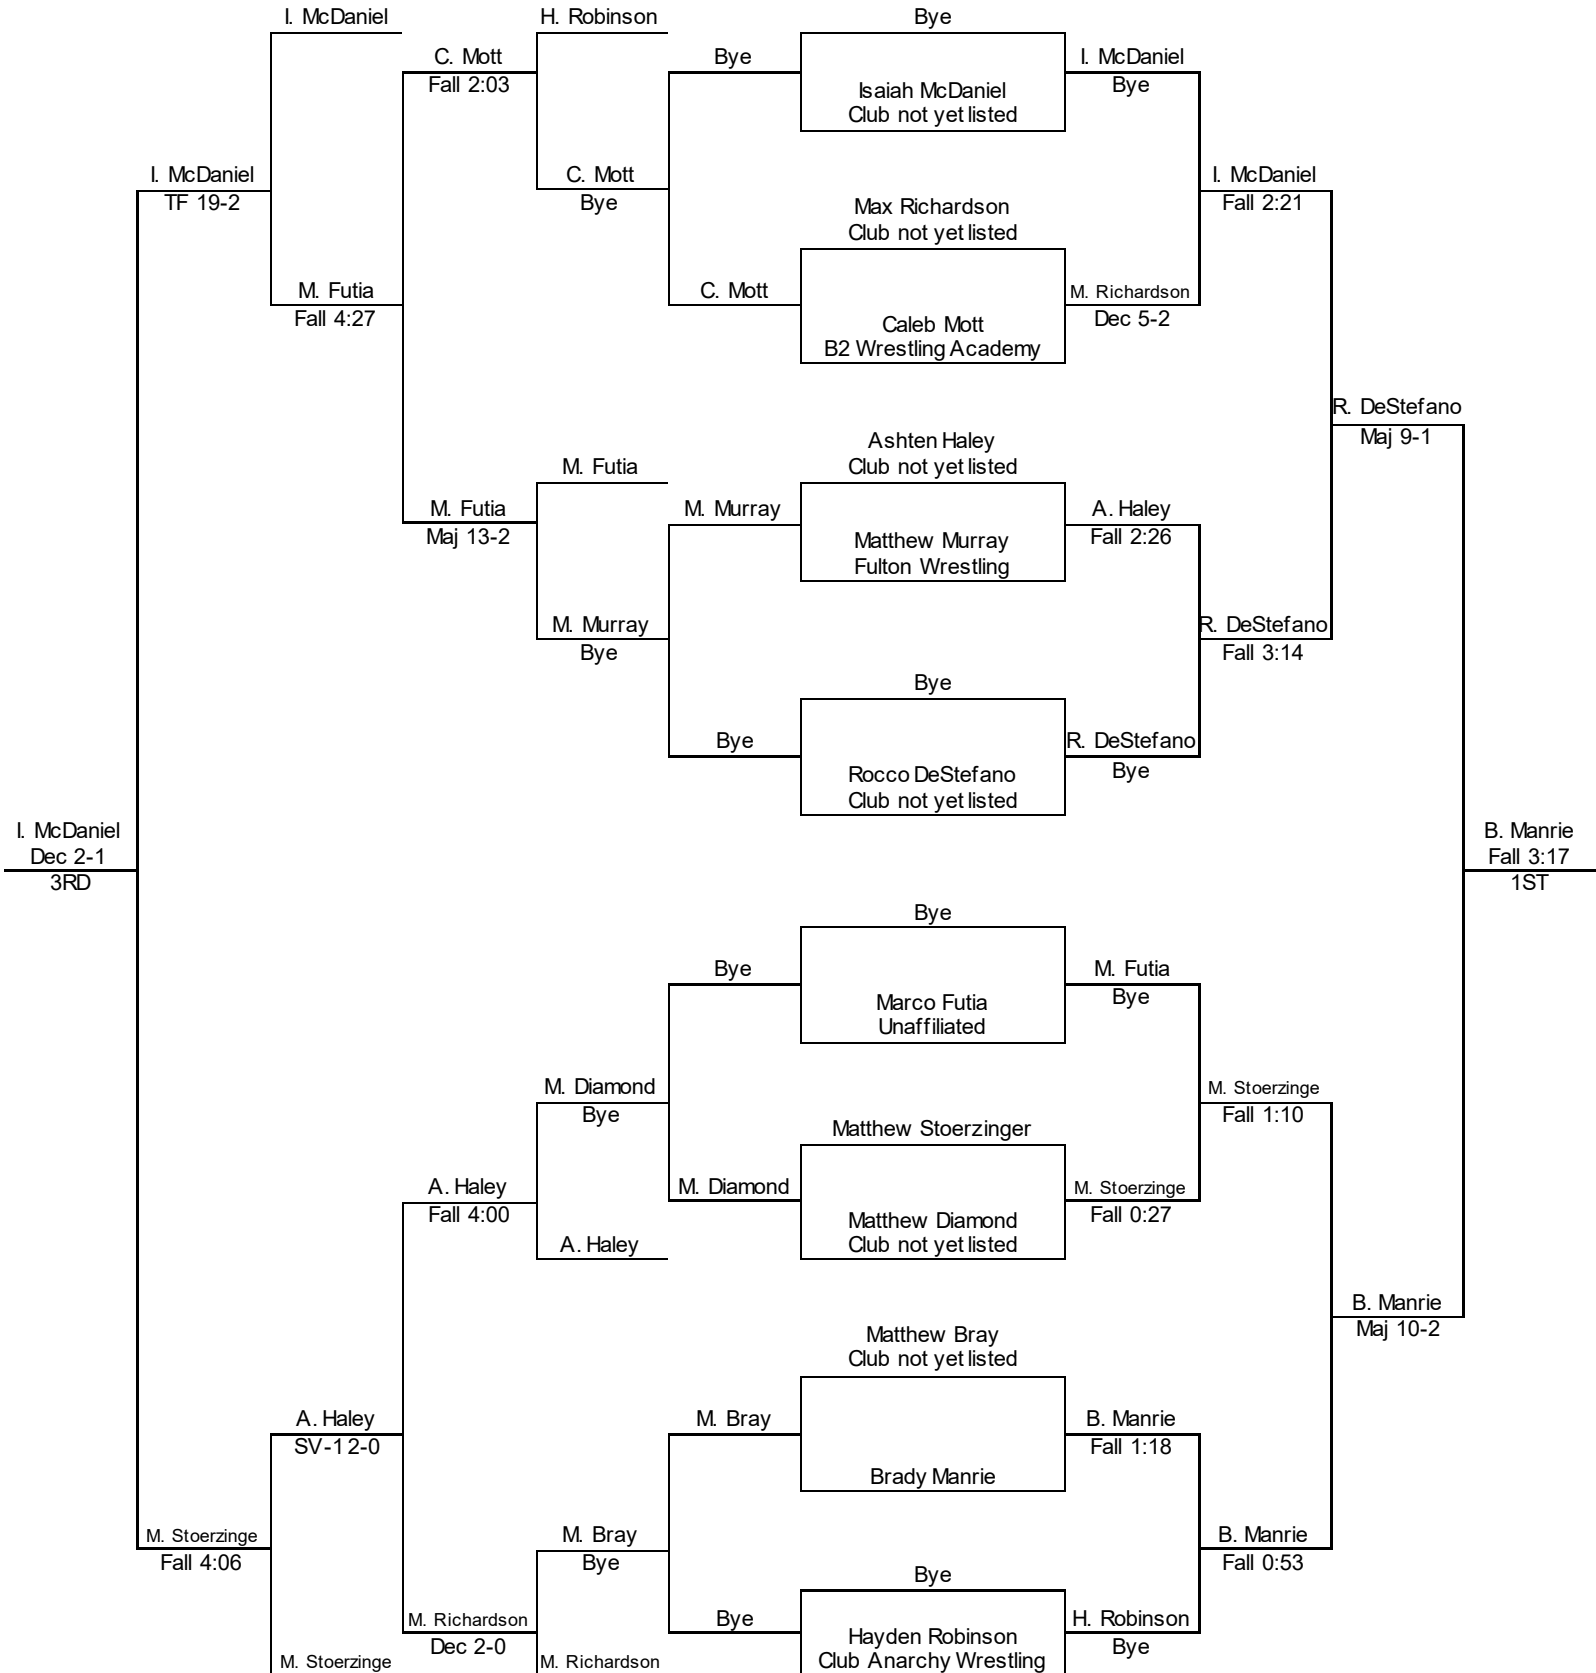 I. McDaniel
H. Robinson
Bye
C. Mott
Fall 2:03
Bye
I. McDaniel
Bye
Isaiah McDaniel
Club not yet listed
I. McDaniel
TF 19-2
C. Mott
Bye
I. McDaniel
Fall 2:21
Max Richardson
Club not yet listed
M. Futia
Fall 4:27
C. Mott
M. Richardson
Dec 5-2
Caleb Mott
B2 Wrestling Academy
R. DeStefano
Maj 9-1
Ashten Haley
Club not yet listed
M. Futia
M. Futia
Maj 13-2
M. Murray
A. Haley
Fall 2:26
Matthew Murray
Fulton Wrestling
M. Murray
Bye
R. DeStefano
Fall 3:14
Bye
Bye
R. DeStefano
Bye
Rocco DeStefano
Club not yet listed
I. McDaniel
Dec 2-1
3RD
B. Manrie
Fall 3:17
1ST
Bye
Bye
M. Futia
Bye
Marco Futia
Unaffiliated
M. Diamond
Bye
M. Stoerzinge
Fall 1:10
Matthew Stoerzinger
A. Haley
Fall 4:00
M. Diamond
M. Stoerzinge
Fall 0:27
Matthew Diamond
Club not yet listed
A. Haley
B. Manrie
Maj 10-2
Matthew Bray
Club not yet listed
A. Haley
SV-1 2-0
M. Bray
B. Manrie
Fall 1:18
Brady Manrie
M. Stoerzinge
Fall 4:06
M. Bray
Bye
B. Manrie
Fall 0:53
Bye
M. Richardson
Dec 2-0
Bye
H. Robinson
Bye
Hayden Robinson
Club Anarchy Wrestling
M. Stoerzinge
M. Richardson